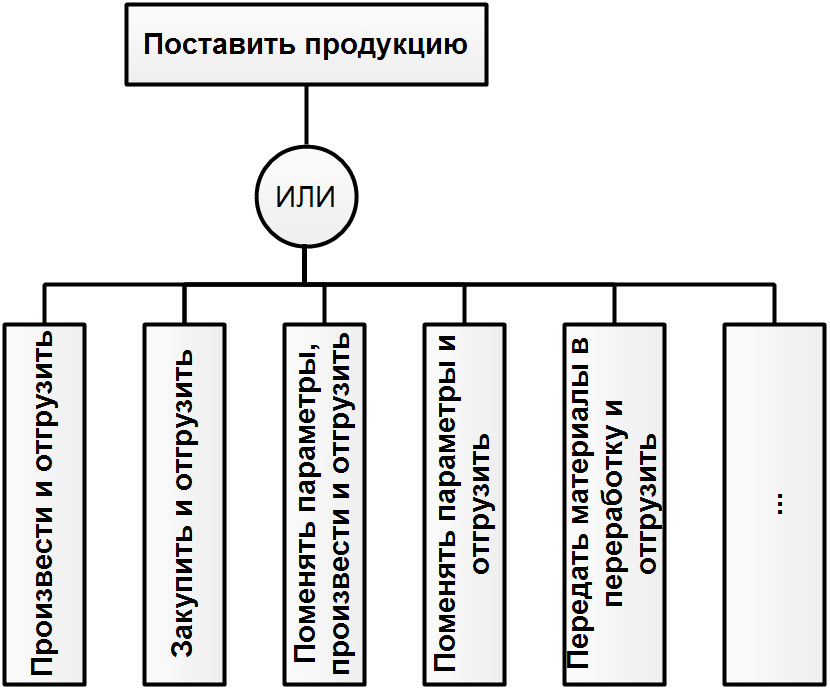 Поставить продукцию
ИЛИ
Произвести и отгрузить
Закупить и отгрузить
Поменять параметры,
произвести и отгрузить
Поменять параметры и
отгрузить
Передать материалы в
переработку и
отгрузить
...